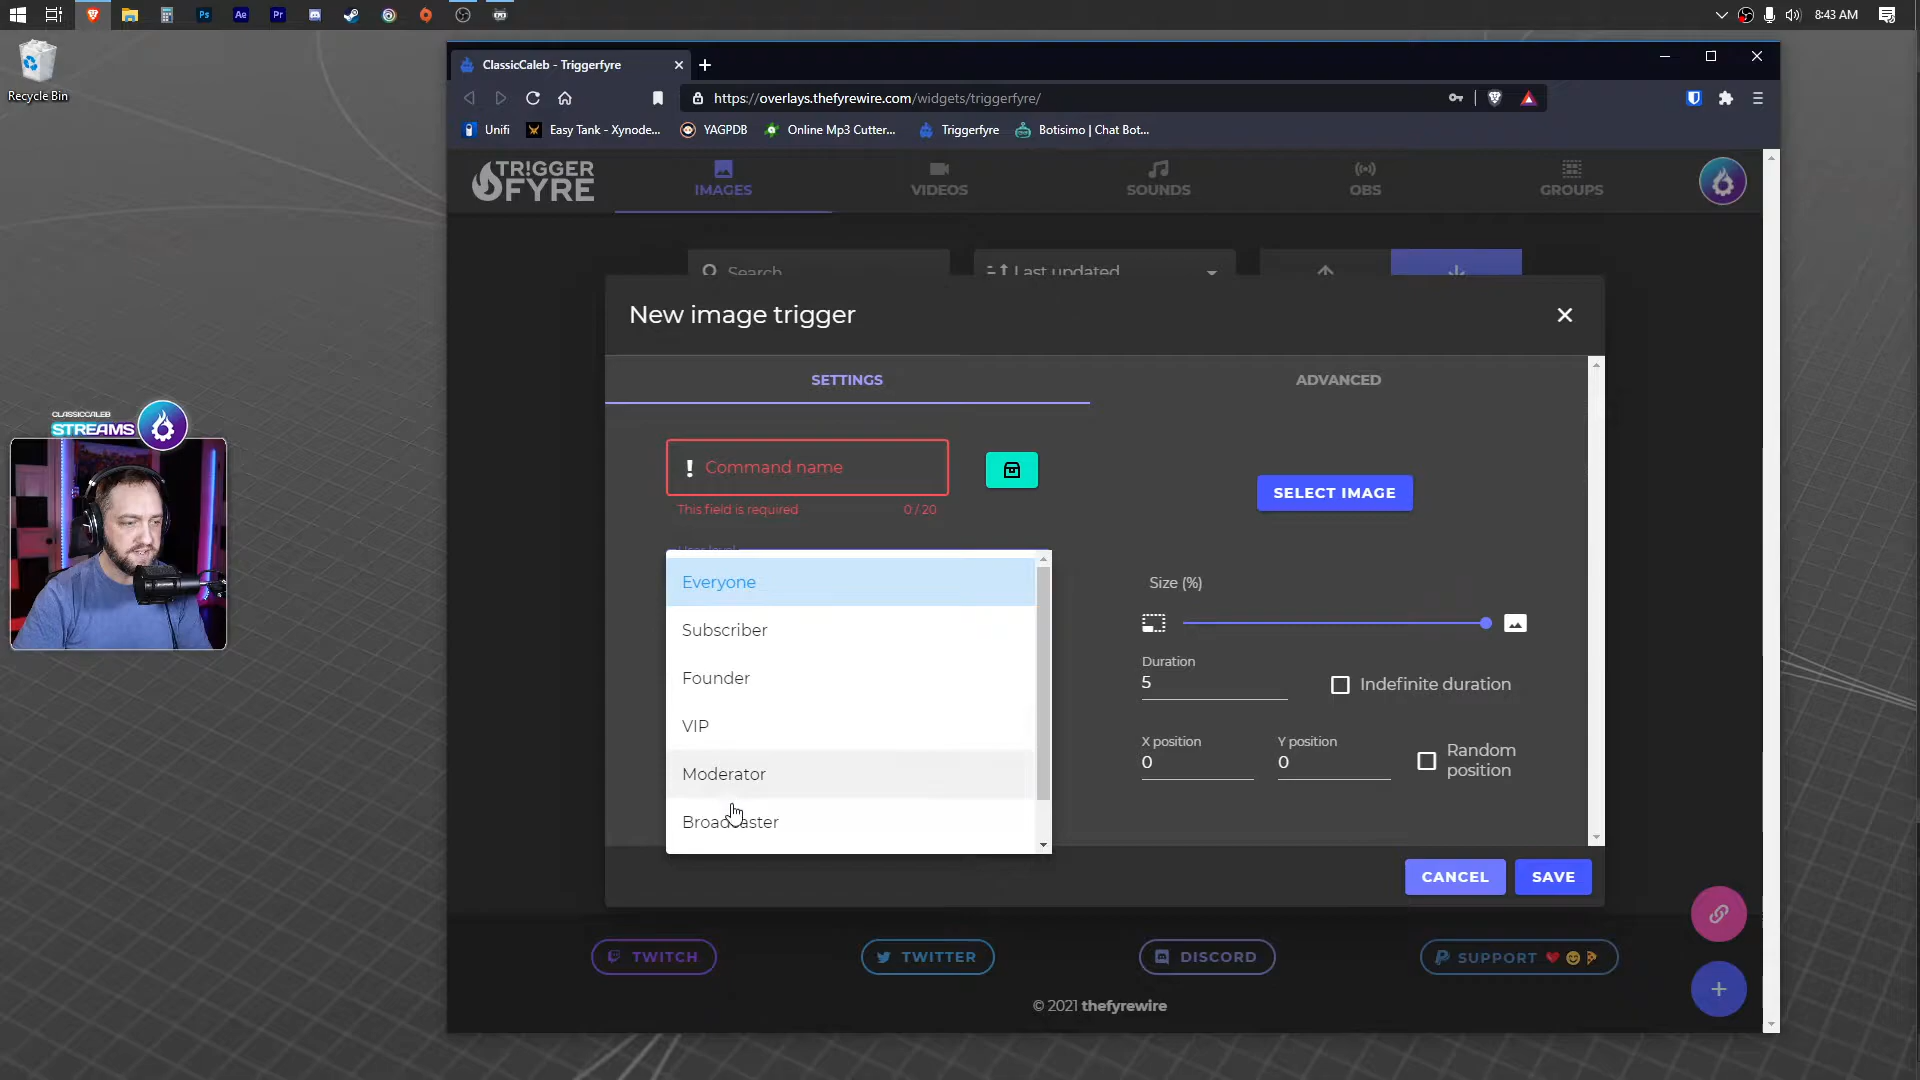 8:43 AM
Recycle Bin
ClassicCaleb - Triggerfyre
https://overlays.thefyrewire.com/widgets/triggerfyre/
Unifi
Easy Tank - Xynode...
YAGPDB
Online Mp3 Cutter...
Triggerfyre
Botisimo | Chat Bot...
TR!GGER
FYRE
IMAGES
VIDEOS
SOUNDS
OBS
GROUPS
Search
Last updated
New image trigger
SETTINGS
ADVANCED
! Command name
This field is required
0 / 20
SELECT IMAGE
Everyone
Subscriber
Founder
VIP
Moderator
Broadcaster
Size (%)
Duration
5
Indefinite duration
X position
0
Y position
0
Random
position
CANCEL
SAVE
CLASSICCALEB
STREAMS
TWITCH
TWITTER
DISCORD
SUPPORT
© 2021 thefyrewire